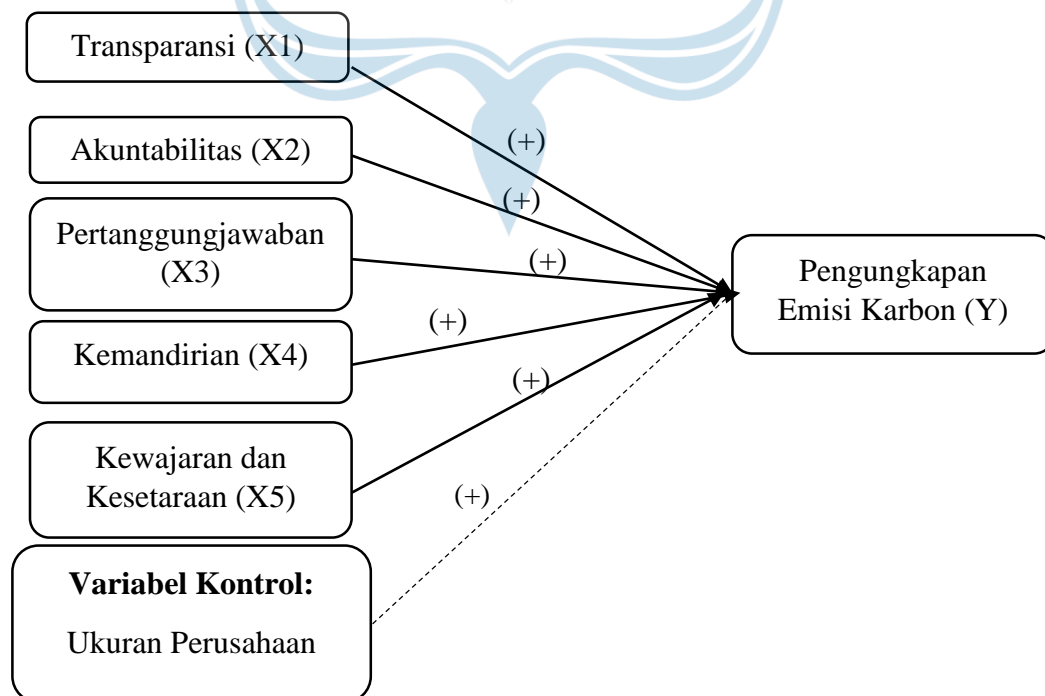 Transparansi (X1)
(+)
Akuntabilitas (X2)
(+)
Pertanggungjawaban
(X3)
(+)
Pengungkapan
Emisi Karbon (Y)
(+)
Kemandirian (X4)
(+)
Kewajaran dan
Kesetaraan (X5)
(+)
Variabel Kontrol:
Ukuran Perusahaan